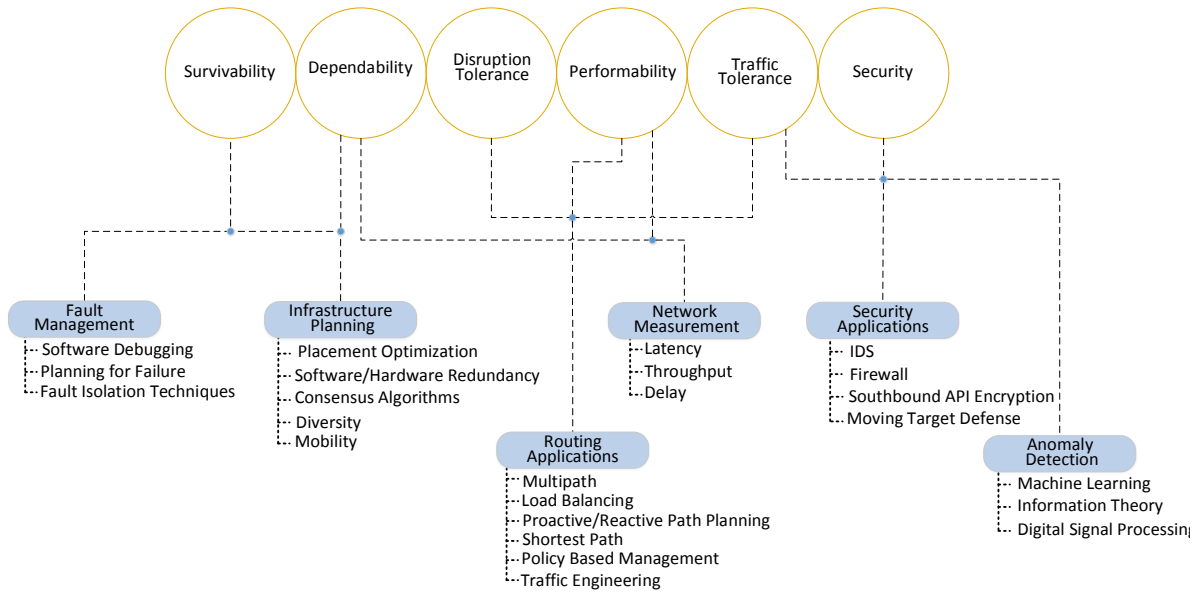 Survivability
Dependability
Disruption
Tolerance
Performability
Traffic
Tolerance
Security
Fault
Management
Software Debugging
Planning for Failure
Fault Isolation Techniques
Infrastructure
Planning
Placement Optimization
Software/Hardware Redundancy
Consensus Algorithms
Diversity
Mobility
Routing
Applications
Multipath
Load Balancing
Proactive/Reactive Path Planning
Shortest Path
Policy Based Management
Traffic Engineering
Network
Measurement
Latency
Throughput
Delay
Security
Applications
IDS
Firewall
Southbound API Encryption
Moving Target Defense
Anomaly
Detection
Machine Learning
Information Theory
Digital Signal Processing